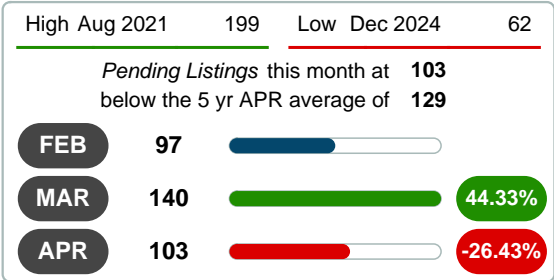 High Aug 2021 199 Low Dec 2024 62
Pending Listings this month at 103
below the 5 yr APR average of 129
FEB 97
MAR 140 44.33%
APR 103 -26.43%